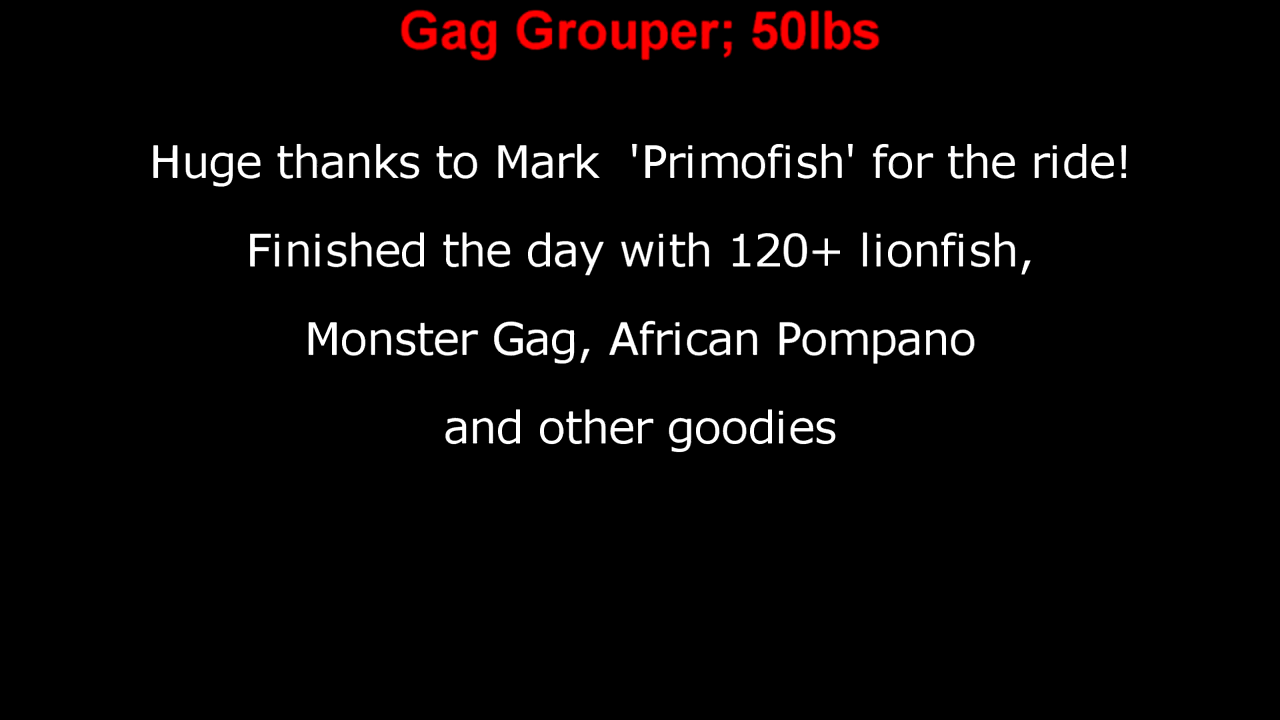 Gag Grouper; 50lbs
Huge thanks to Mark  'Primofish' for the ride!
Finished the day with 120+ lionfish,
Monster Gag, African Pompano
and other goodies